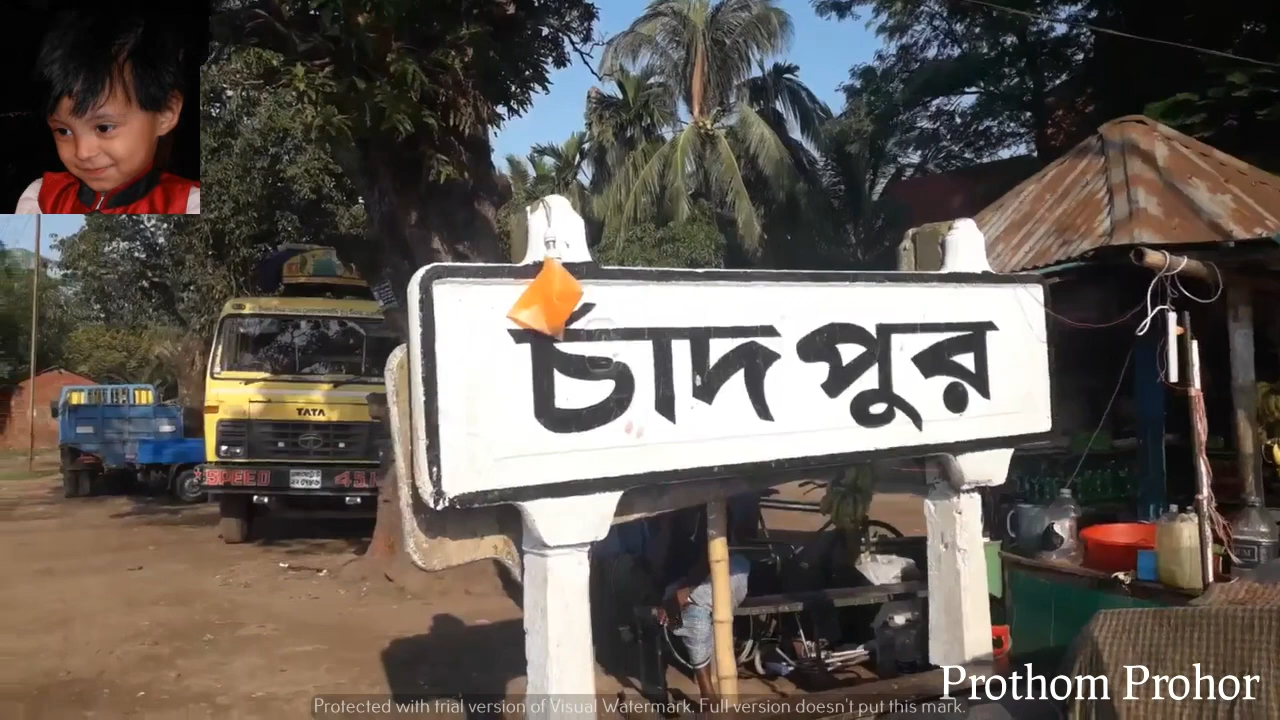 চাঁদপুর
TATA
SPEED
Prothom Prohor
Protected with trial version of Visual Watermark. Full version doesn't put this mark.